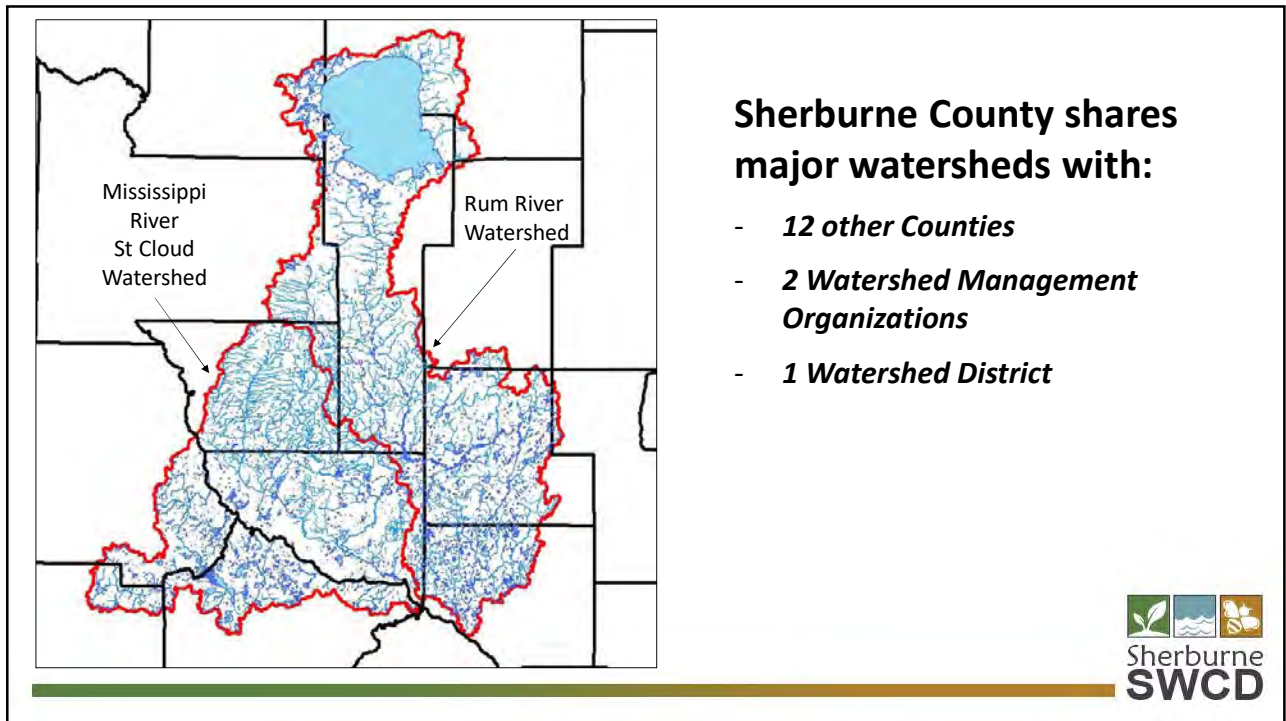 Mississippi
River
St Cloud
Watershed
Rum River
Watershed
Sherburne County shares
major watersheds with:
- 12 other Counties
- 2 Watershed Management
Organizations
- 1 Watershed District
Sherburne
SWCD